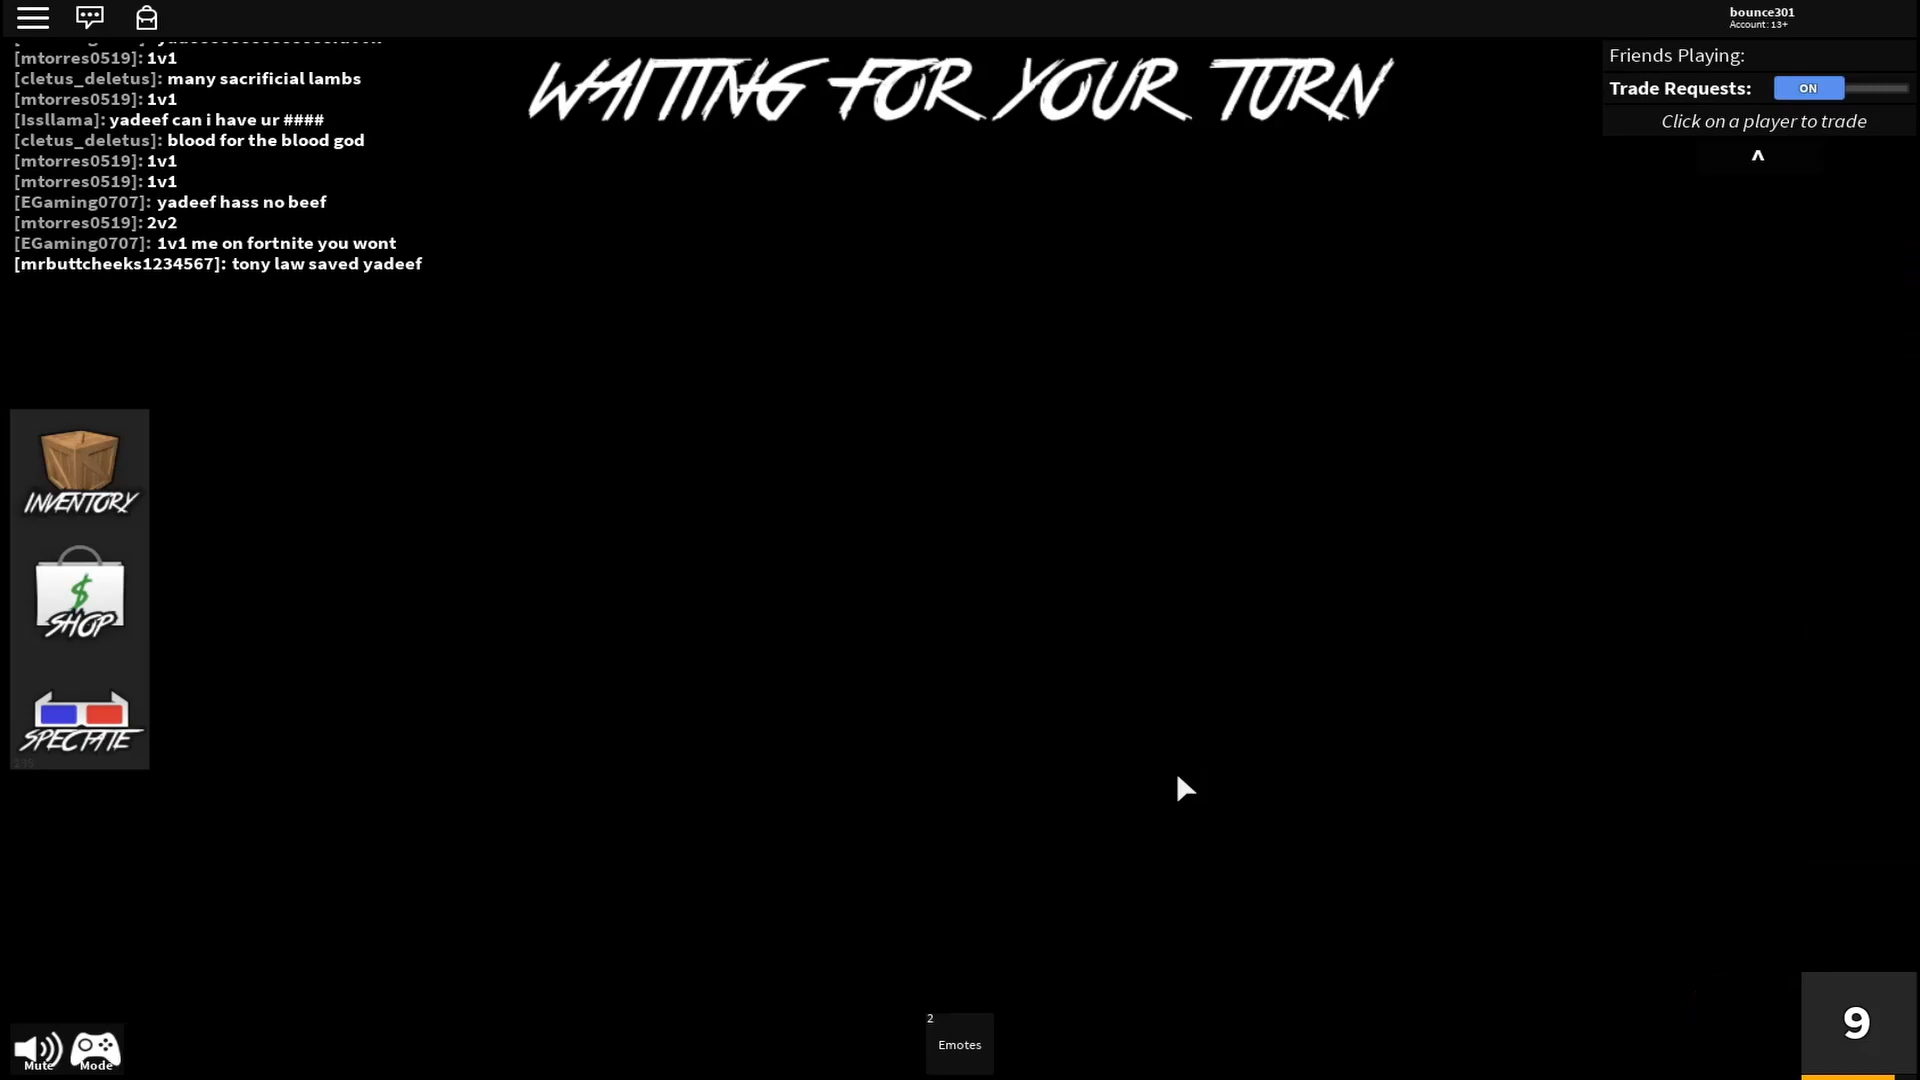 bounce301
Account: 13+
[mtorres0519]: 1v1
[cletus_deletus]: many sacrificial lambs
[mtorres0519]: 1v1
[Issllama]: yadeef can i have ur ####
[cletus_deletus]: blood for the blood god
[mtorres0519]: 1v1
[mtorres0519]: 1v1
[EGaming0707]: yadeef hass no beef
[mtorres0519]: 2v2
[EGaming0707]: 1v1 me on fortnite you wont
[mrbuttcheeks1234567]: tony law saved yadeef
WAITING FOR YOUR TURN
Friends Playing:
Trade Requests: ON
Click on a player to trade
^
INVENTORY
$
SHOP
SPECTATE
Mute
Mode
2
Emotes
9